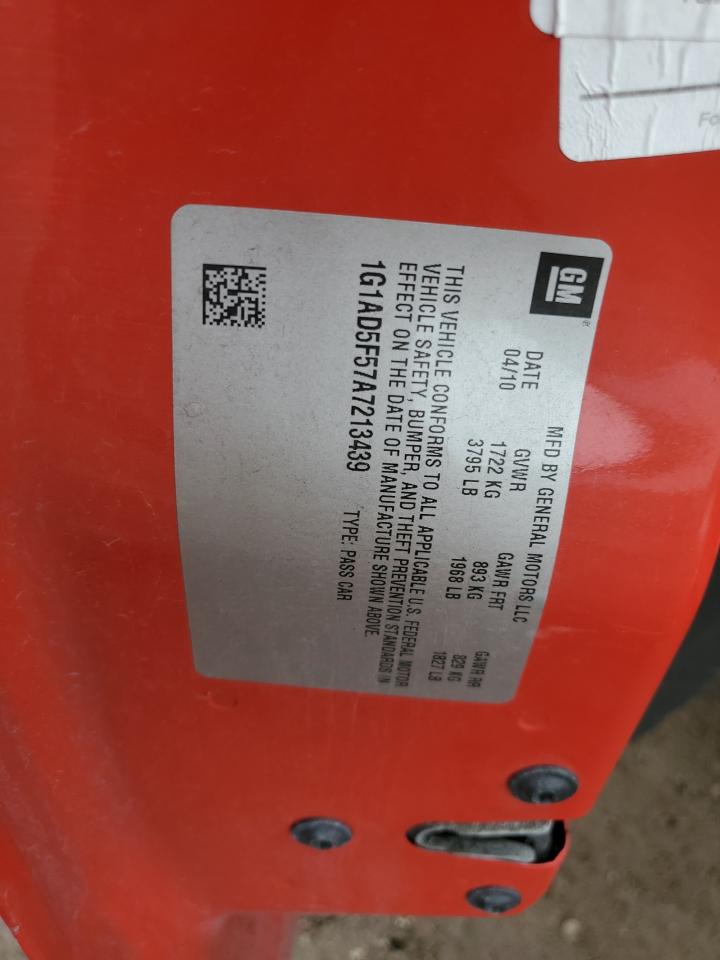 GM
®
MFD BY GENERAL MOTORS LLC
DATE GVWR GAWR FRT GAWR RR
04/10 1722 KG 893 KG 829 KG
3795 LB 1968 LB 1827 LB
THIS VEHICLE CONFORMS TO ALL APPLICABLE U.S. FEDERAL MOTOR
VEHICLE SAFETY, BUMPER, AND THEFT PREVENTION STANDARDS IN
EFFECT ON THE DATE OF MANUFACTURE SHOWN ABOVE.
1G1AD5F57A7213439 TYPE: PASS CAR